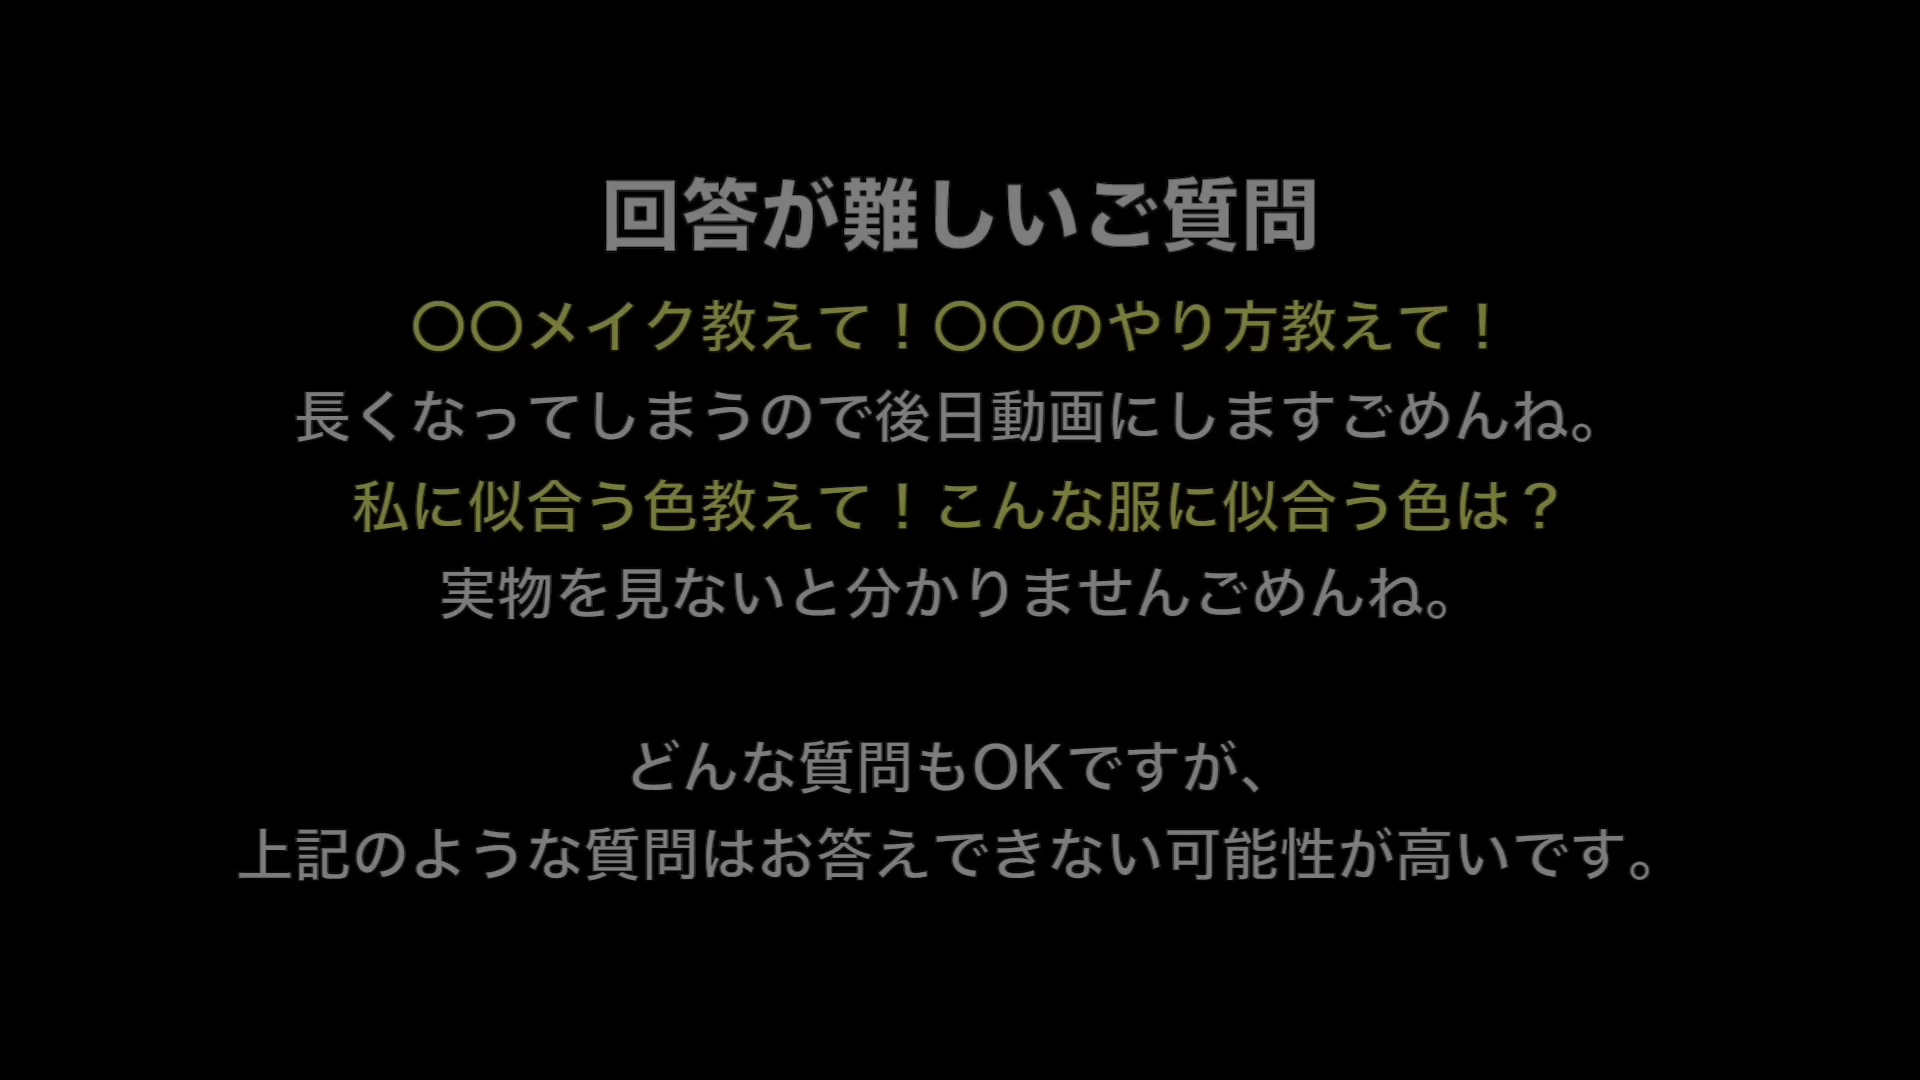 回答が難しいご質問
〇〇メイク教えて！〇〇のやり方教えて！
長くなってしまうので後日動画にしますごめんね。
私に似合う色教えて！こんな服に似合う色は？
実物を見ないと分かりませんごめんね。
どんな質問もOKですが、
上記のような質問はお答えできない可能性が高いです。